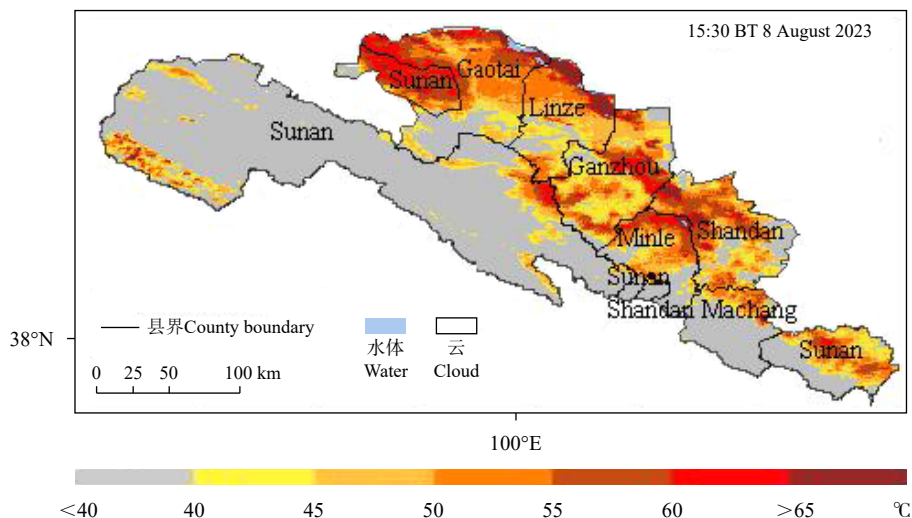 15:30 BT 8 August 2023
Sunan
Gaotai
Linze
Sunan
Ganzhou
Shandan
Minle
Sunan
Shandan Machang
Sunan
县界County boundary
水体
Water
云
Cloud
0 25 50 100 km
38°N
100°E
<40 40 45 50 55 60 >65 ℃